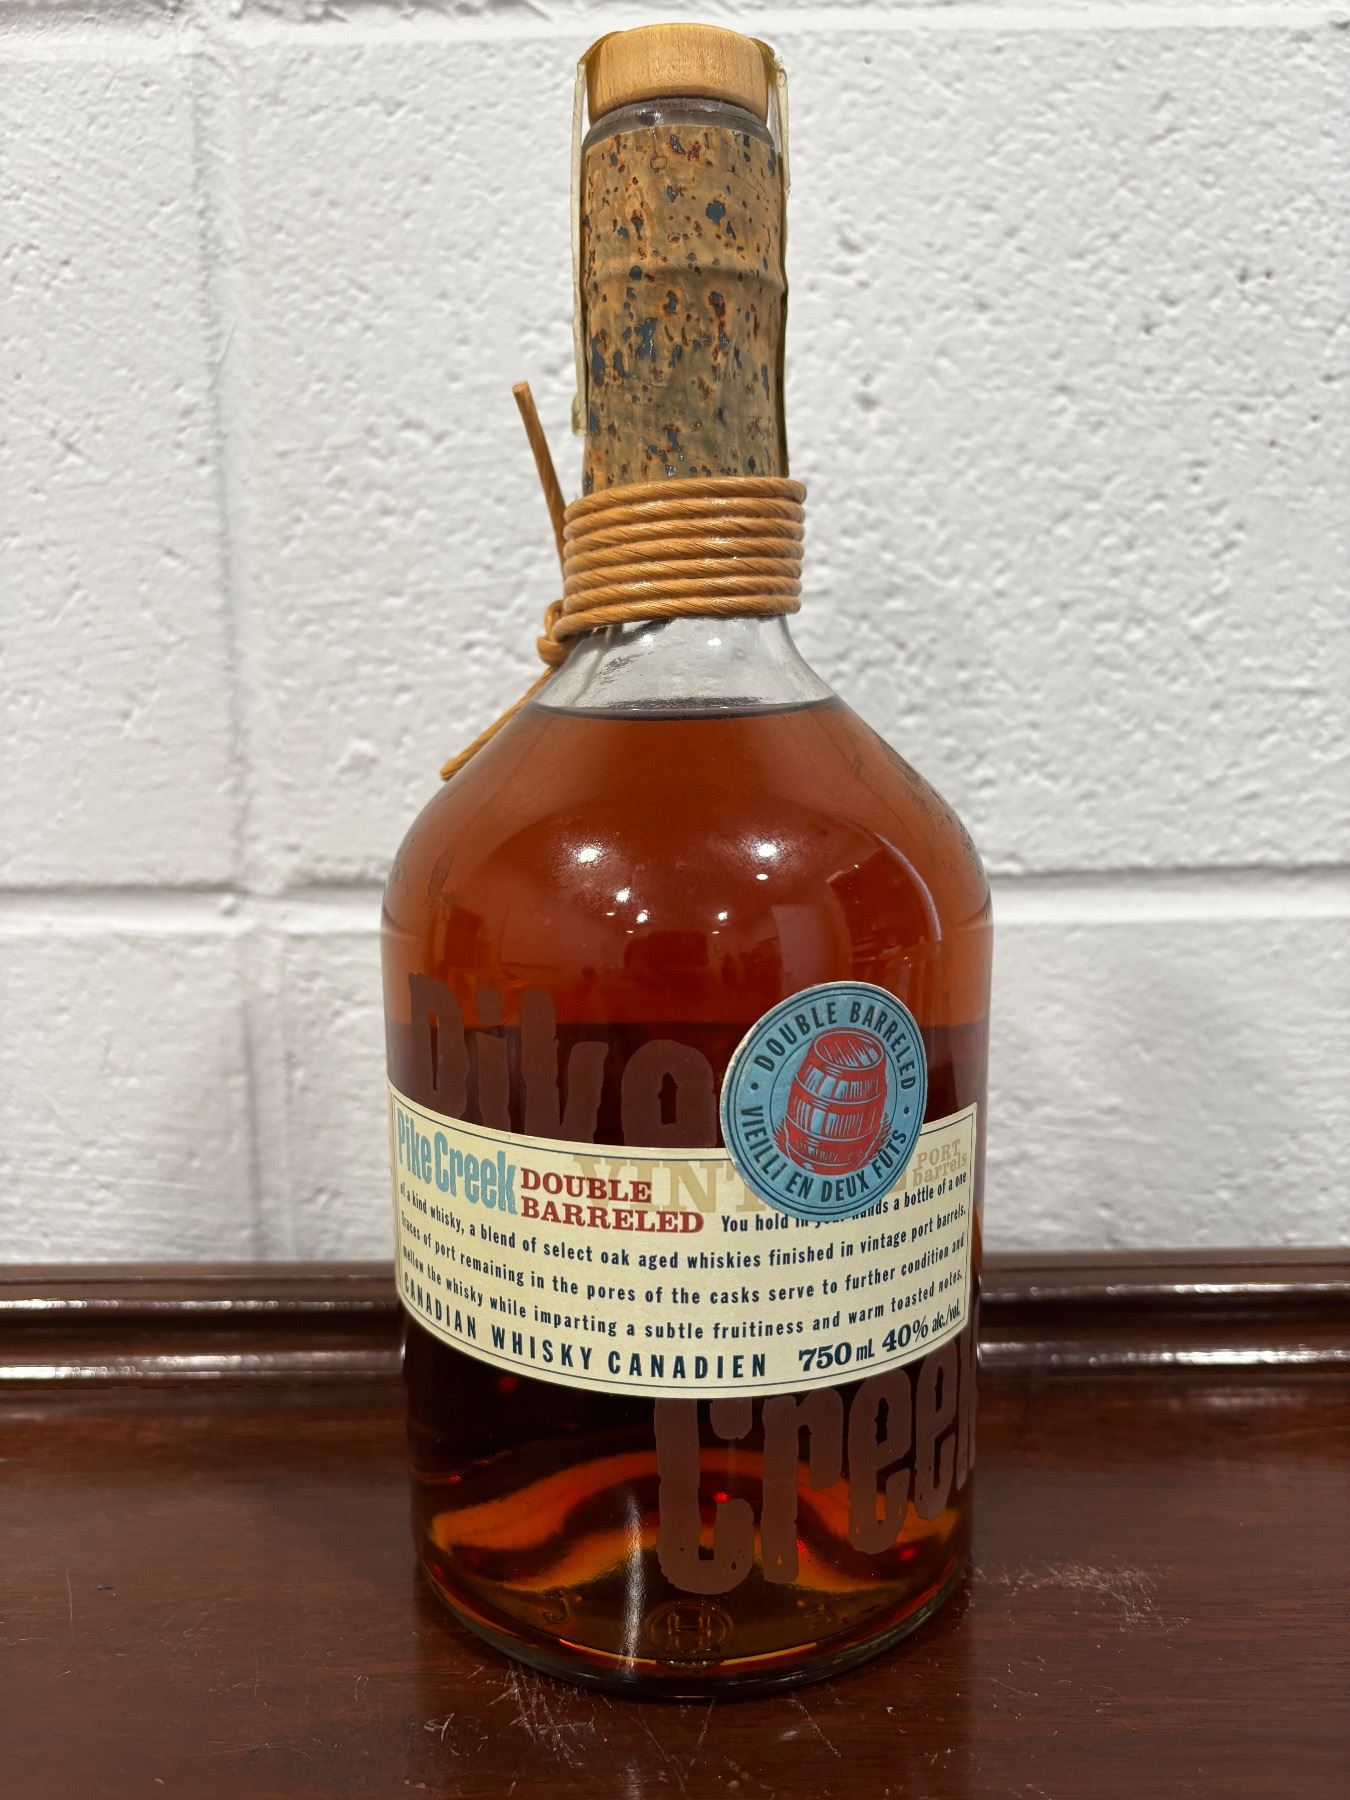 Pike
DOUBLE BARRELED
VIEILLI EN DEUX FUTS
PikeCreek DOUBLE BARRELED
PORT barrels
You hold in your hands a bottle of a one
of a kind whisky, a blend of select oak aged whiskies finished in vintage port barrels.
Traces of port remaining in the pores of the casks serve to further condition and
mellow the whisky while imparting a subtle fruitiness and warm toasted notes.
CANADIAN WHISKY CANADIEN 750 mL 40% alc./vol.
Creek
H